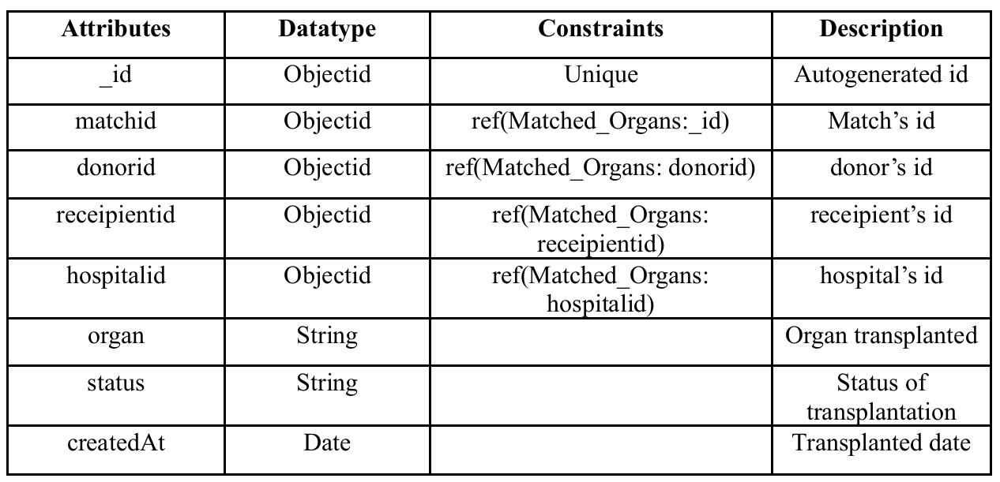 Attributes Datatype Constraints Description
_id Objectid Unique Autogenerated id
matchid Objectid ref(Matched_Organs:_id) Match’s id
donorid Objectid ref(Matched_Organs: donorid) donor’s id
receipientid Objectid ref(Matched_Organs: receipient’s id
receipientid)
hospitalid Objectid ref(Matched_Organs: hospital’s id
hospitalid)
organ String Organ transplanted
status String Status of
transplantation
createdAt Date Transplanted date